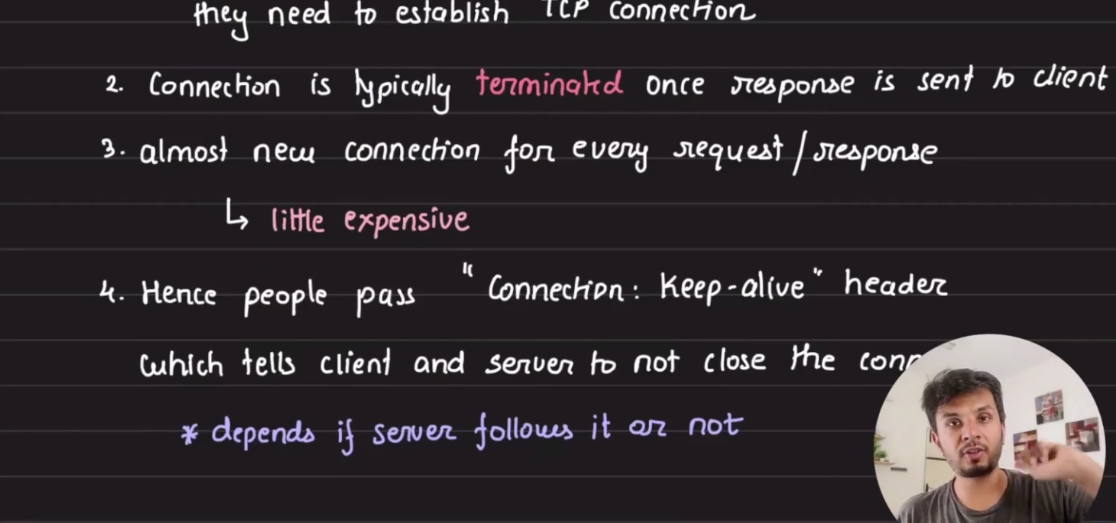 they need to establish TCP connection
2. Connection is typically terminated once response is sent to client
3. almost new connection for every request/response
↳ little expensive
4. Hence people pass "Connection: Keep-alive" header
which tells client and server to not close the conn
* depends if server follows it or not